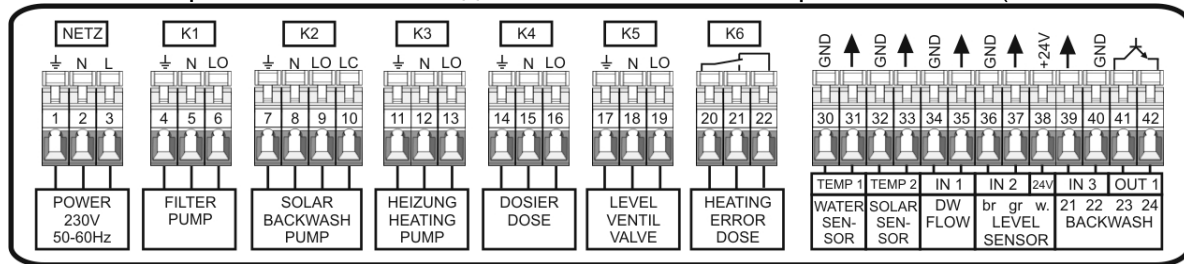 NETZ K1 K2 K3 K4 K5 K6
⏚ N L ⏚ N LO ⏚ N LO LC ⏚ N LO ⏚ N LO ⏚ N LO GND GND GND GND +24V GND
1 2 3 4 5 6 7 8 9 10 11 12 13 14 15 16 17 18 19 20 21 22 30 31 32 33 34 35 36 37 38 39 40 41 42
TEMP 1 TEMP 2 IN 1 IN 2 24V IN 3 OUT 1
POWER
230V
50-60Hz
FILTER
PUMP
SOLAR
BACKWASH
PUMP
HEIZUNG
HEATING
PUMP
DOSIER
DOSE
LEVEL
VENTIL
VALVE
HEATING
ERROR
DOSE
WATER
SEN-
SOR
SOLAR
SEN-
SOR
DW
FLOW
br gr w.
LEVEL
SENSOR
21 22 23 24
BACKWASH